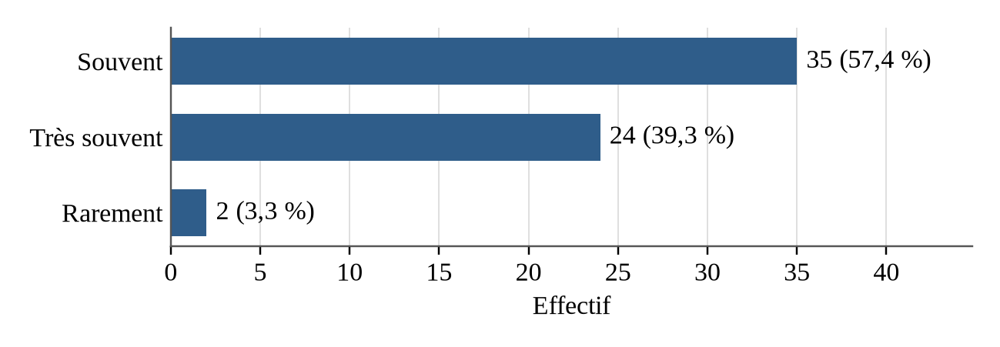 Souvent 35 (57,4 %)
Très souvent 24 (39,3 %)
Rarement 2 (3,3 %)
0 5 10 15 20 25 30 35 40
Effectif